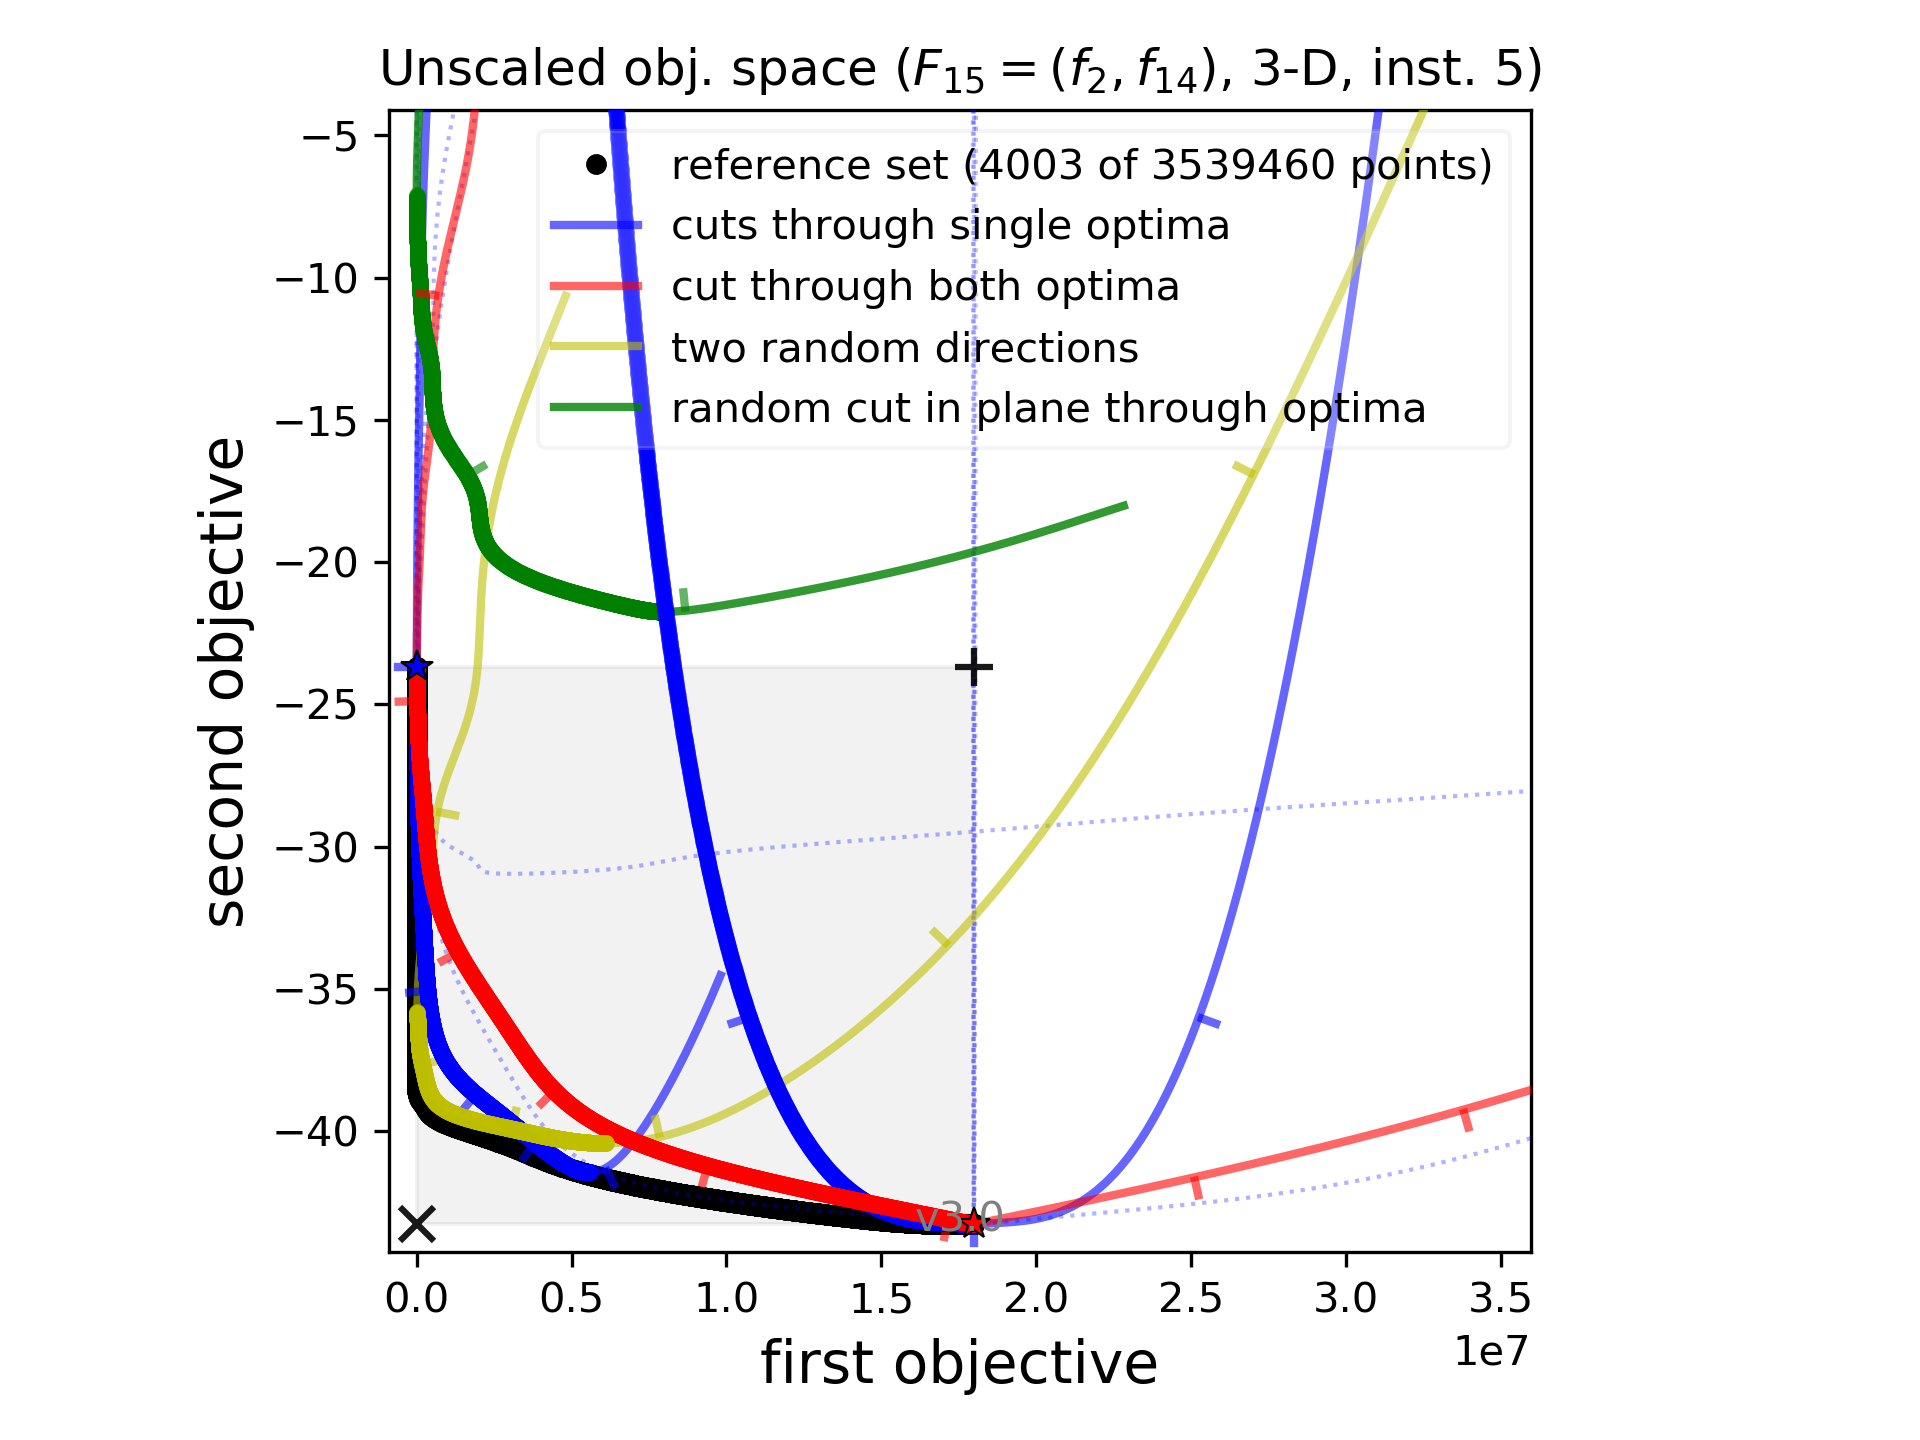 Unscaled obj. space (F15 = (f2, f14), 3-D, inst. 5)
reference set (4003 of 3539460 points)
cuts through single optima
cut through both optima
two random directions
random cut in plane through optima
second objective
−5
−10
−15
−20
−25
−30
−35
−40
v3.0
0.0 0.5 1.0 1.5 2.0 2.5 3.0 3.5
1e7
first objective